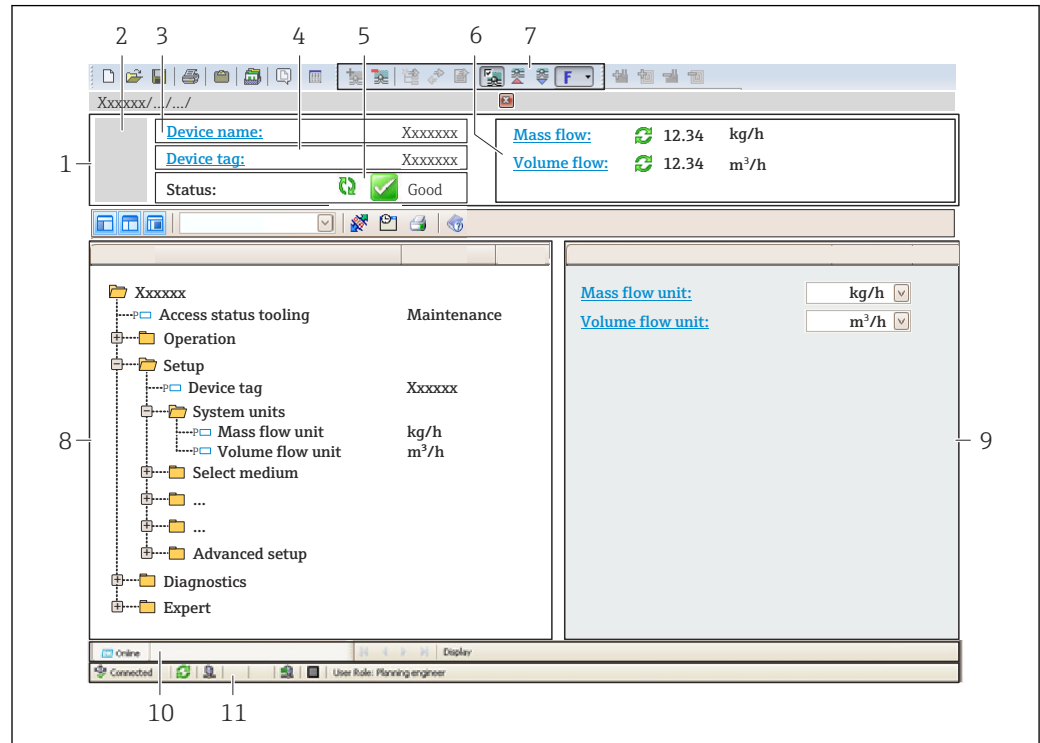 2 3 4 5 6 7
F
Xxxxxx/.../.../
1
Device name: Xxxxxxx
Device tag: Xxxxxxx
Status: Good
Mass flow: 12.34 kg/h
Volume flow: 12.34 m³/h
Xxxxxx
P Access status tooling Maintenance
Operation
Setup
P Device tag Xxxxxx
System units
P Mass flow unit kg/h
P Volume flow unit m³/h
Select medium
...
...
Advanced setup
Diagnostics
Expert
8
Mass flow unit: kg/h
Volume flow unit: m³/h
9
Online Display
Connected User Role: Planning engineer
10 11